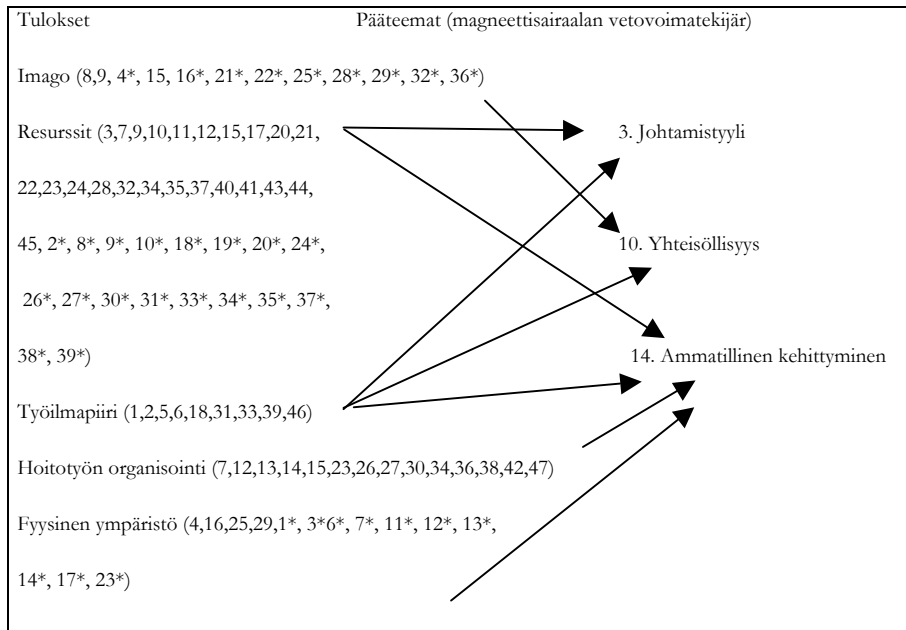 Tulokset Pääteemat (magneettisairaalan vetovoimatekijär)
Imago (8,9, 4*, 15, 16*, 21*, 22*, 25*, 28*, 29*, 32*, 36*)
Resurssit (3,7,9,10,11,12,15,17,20,21, 3. Johtamistyyli
22,23,24,28,32,34,35,37,40,41,43,44,
45, 2*, 8*, 9*, 10*, 18*, 19*, 20*, 24*, 10. Yhteisöllisyys
26*, 27*, 30*, 31*, 33*, 34*, 35*, 37*,
38*, 39*) 14. Ammatillinen kehittyminen
Työilmapiiri (1,2,5,6,18,31,33,39,46)
Hoitotyön organisointi (7,12,13,14,15,23,26,27,30,34,36,38,42,47)
Fyysinen ympäristö (4,16,25,29,1*, 3*6*, 7*, 11*, 12*, 13*,
14*, 17*, 23*)